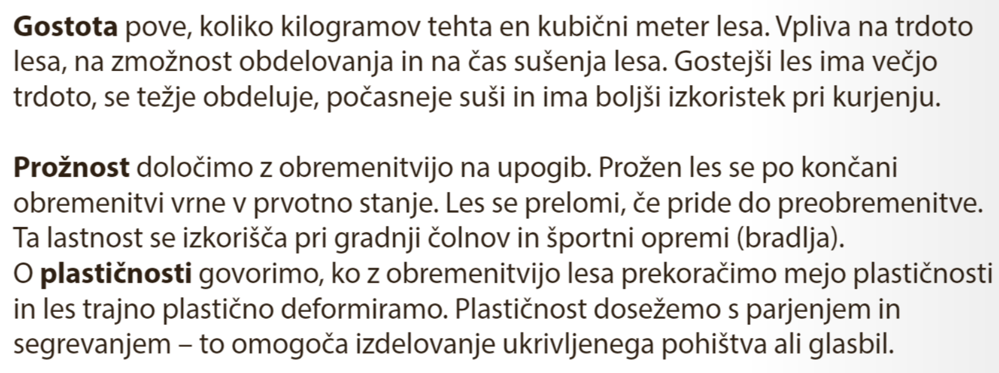 Gostota pove, koliko kilogramov tehta en kubični meter lesa. Vpliva na trdoto
lesa, na zmožnost obdelovanja in na čas sušenja lesa. Gostejši les ima večjo
trdoto, se težje obdeluje, počasneje suši in ima boljši izkoristek pri kurjenju.
Prožnost določimo z obremenitvijo na upogib. Prožen les se po končani
obremenitvi vrne v prvotno stanje. Les se prelomi, če pride do preobremenitve.
Ta lastnost se izkorišča pri gradnji čolnov in športni opremi (bradlja).
O plastičnosti govorimo, ko z obremenitvijo lesa prekoračimo mejo plastičnosti
in les trajno plastično deformiramo. Plastičnost dosežemo s parjenjem in
segrevanjem – to omogoča izdelovanje ukrivljenega pohištva ali glasbil.